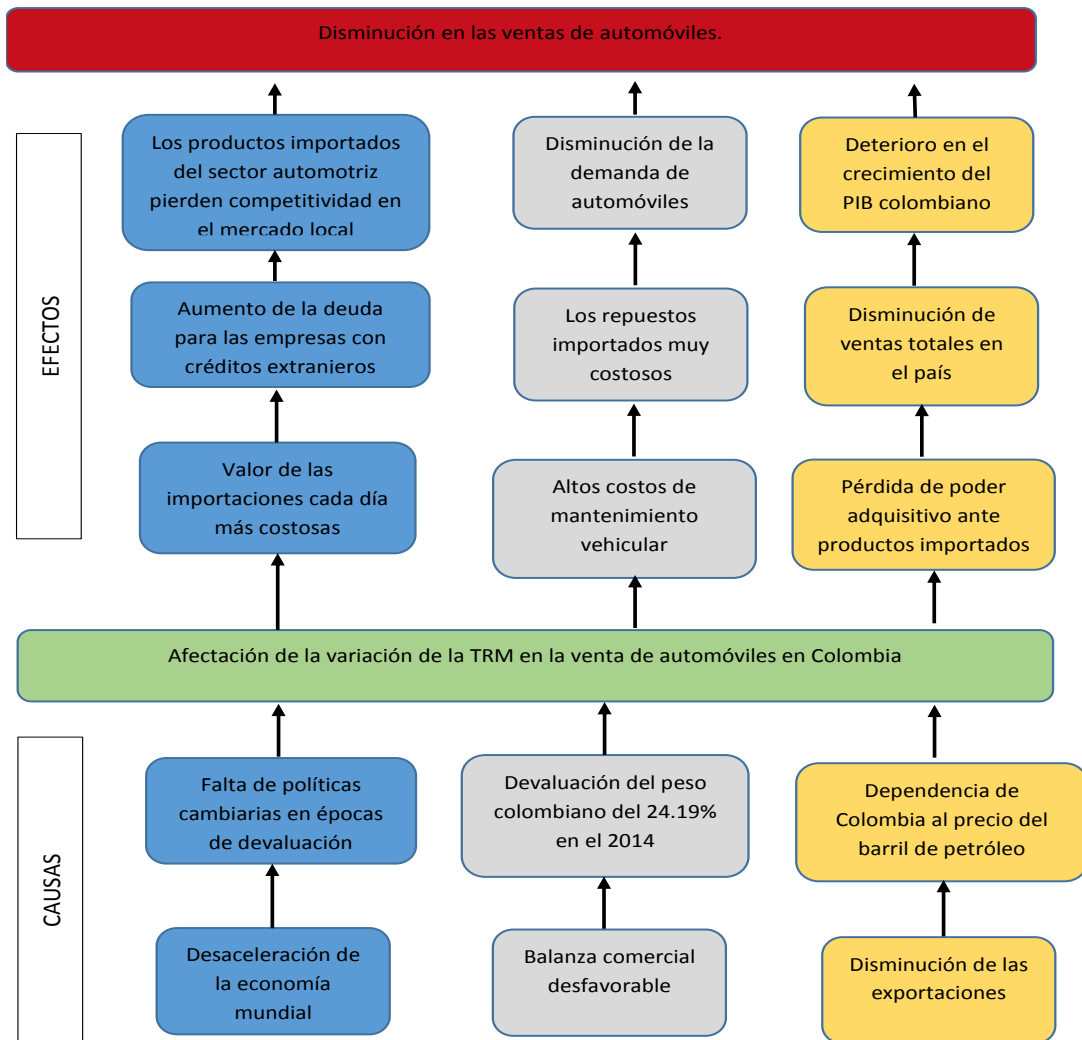 Disminución en las ventas de automóviles.
EFECTOS
Los productos importados
del sector automotriz
pierden competitividad en
el mercado local
Disminución de la
demanda de
automóviles
Deterioro en el
crecimiento del
PIB colombiano
Aumento de la deuda
para las empresas con
créditos extranjeros
Los repuestos
importados muy
costosos
Disminución de
ventas totales en
el país
Valor de las
importaciones cada día
más costosas
Altos costos de
mantenimiento
vehicular
Pérdida de poder
adquisitivo ante
productos importados
Afectación de la variación de la TRM en la venta de automóviles en Colombia
CAUSAS
Falta de políticas
cambiarias en épocas
de devaluación
Devaluación del peso
colombiano del 24.19%
en el 2014
Dependencia de
Colombia al precio del
barril de petróleo
Desaceleración de
la economía
mundial
Balanza comercial
desfavorable
Disminución de las
exportaciones